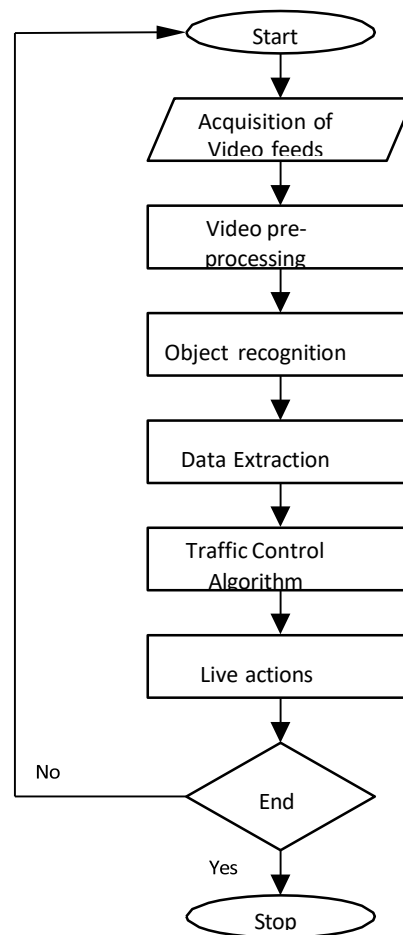 Start
Acquisition of
Video feeds
Video pre-
processing
Object recognition
Data Extraction
Traffic Control
Algorithm
Live actions
No
End
Yes
Stop